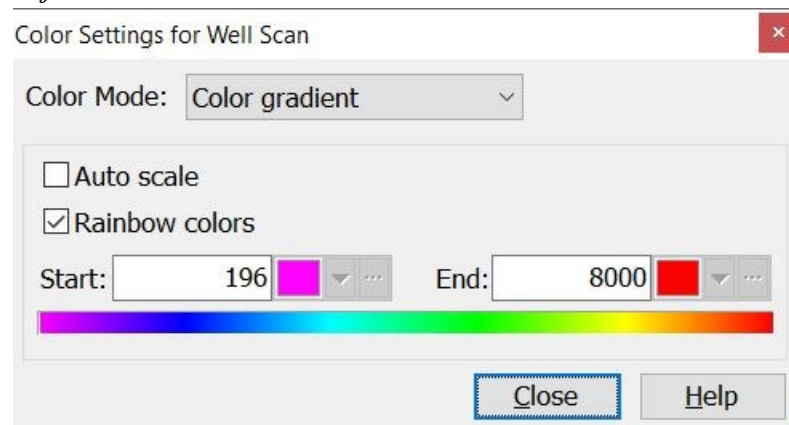 Color Settings for Well Scan
Color Mode: Color gradient
Auto scale
Rainbow colors
Start: 196 End: 8000
Close Help